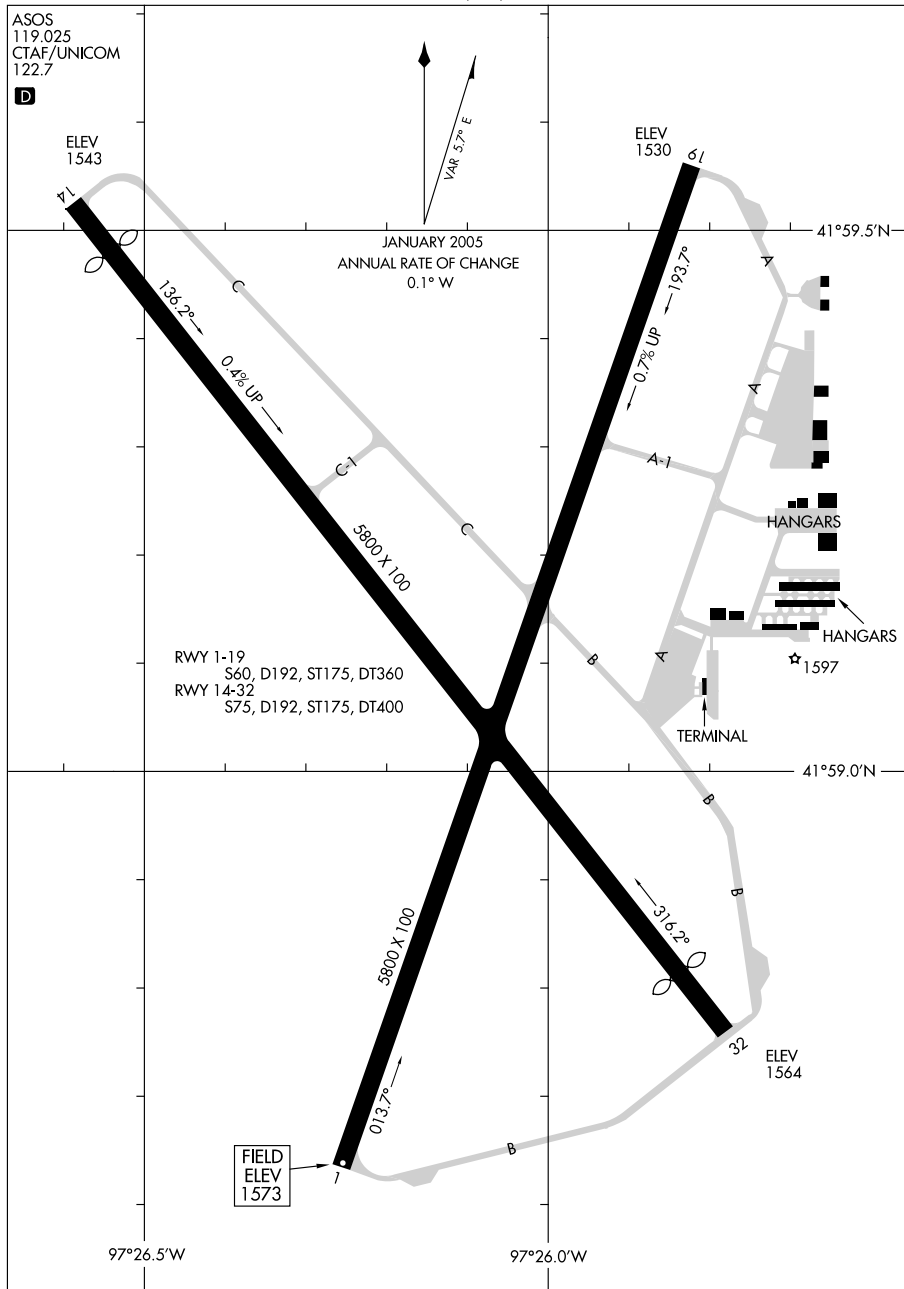 ASOS
119.025
CTAF/UNICOM
122.7
D
ELEV
1543
14
VAR 5.7° E
JANUARY 2005
ANNUAL RATE OF CHANGE
0.1° W
ELEV
1530
19
41°59.5'N
136.2°
0.4% UP
C
193.7°
0.7% UP
A
A
C-1
A-1
C
5800 X 100
HANGARS
HANGARS
RWY 1-19
S60, D192, ST175, DT360
RWY 14-32
S75, D192, ST175, DT400
B
A
1597
TERMINAL
41°59.0'N
B
B
5800 X 100
316.2°
32
ELEV
1564
013.7°
B
FIELD
ELEV
1573
1
97°26.5'W
97°26.0'W